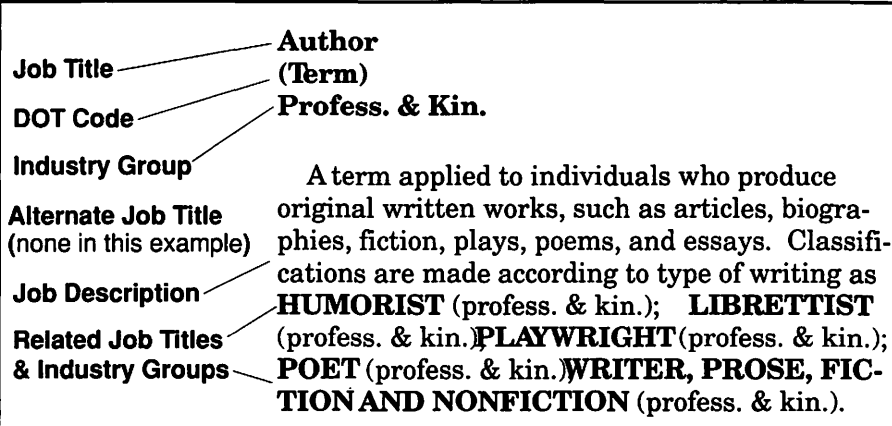 Job Title
DOT Code
Industry Group
Alternate Job Title
(none in this example)
Job Description
Related Job Titles
& Industry Groups
Author
(Term)
Profess. & Kin.
A term applied to individuals who produce
original written works, such as articles, biogra-
phies, fiction, plays, poems, and essays. Classifi-
cations are made according to type of writing as
HUMORIST (profess. & kin.); LIBRETTIST
(profess. & kin.)PLAYWRIGHT (profess. & kin.);
POET (profess. & kin.)WRITER, PROSE, FIC-
TION AND NONFICTION (profess. & kin.).